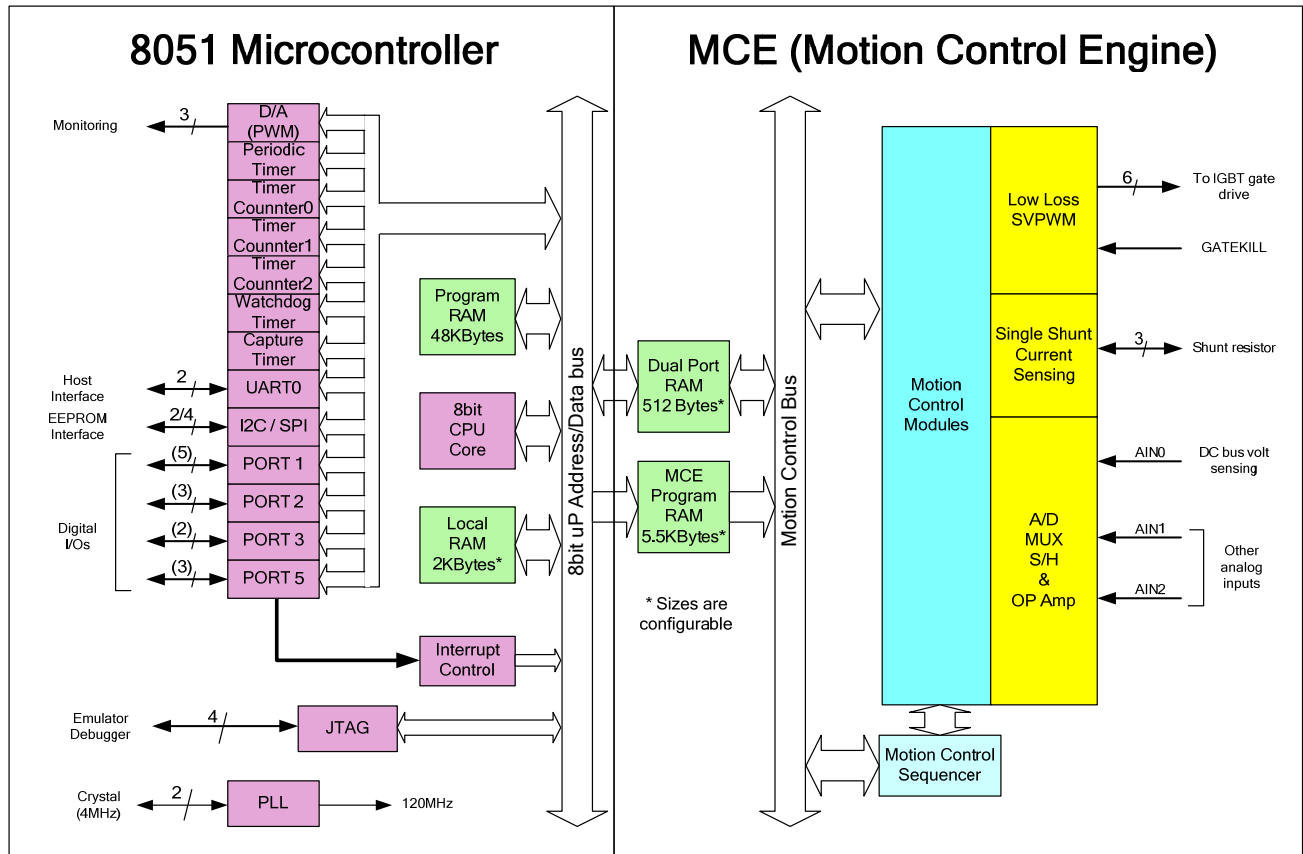 8051 Microcontroller
MCE (Motion Control Engine)
Monitoring
3
D/A
(PWM)
Periodic
Timer
Timer
Counnter0
Timer
Counnter1
Timer
Counnter2
Watchdog
Timer
Capture
Timer
Host
Interface
2
UART0
EEPROM
Interface
2/4
I2C / SPI
Digital
I/Os
(5)
PORT 1
(3)
PORT 2
(2)
PORT 3
(3)
PORT 5
Program
RAM
48KBytes
8bit
CPU
Core
Local
RAM
2KBytes*
Interrupt
Control
Emulator
Debugger
4
JTAG
Crystal
(4MHz)
2
PLL
120MHz
8bit uP Address/Data bus
Dual Port
RAM
512 Bytes*
MCE
Program
RAM
5.5KBytes*
* Sizes are
configurable
Motion Control Bus
Motion
Control
Modules
Low Loss
SVPWM
6
To IGBT gate
drive
GATEKILL
Single Shunt
Current
Sensing
3
Shunt resistor
A/D
MUX
S/H
&
OP Amp
AIN0
DC bus volt
sensing
AIN1
AIN2
Other
analog
inputs
Motion Control
Sequencer